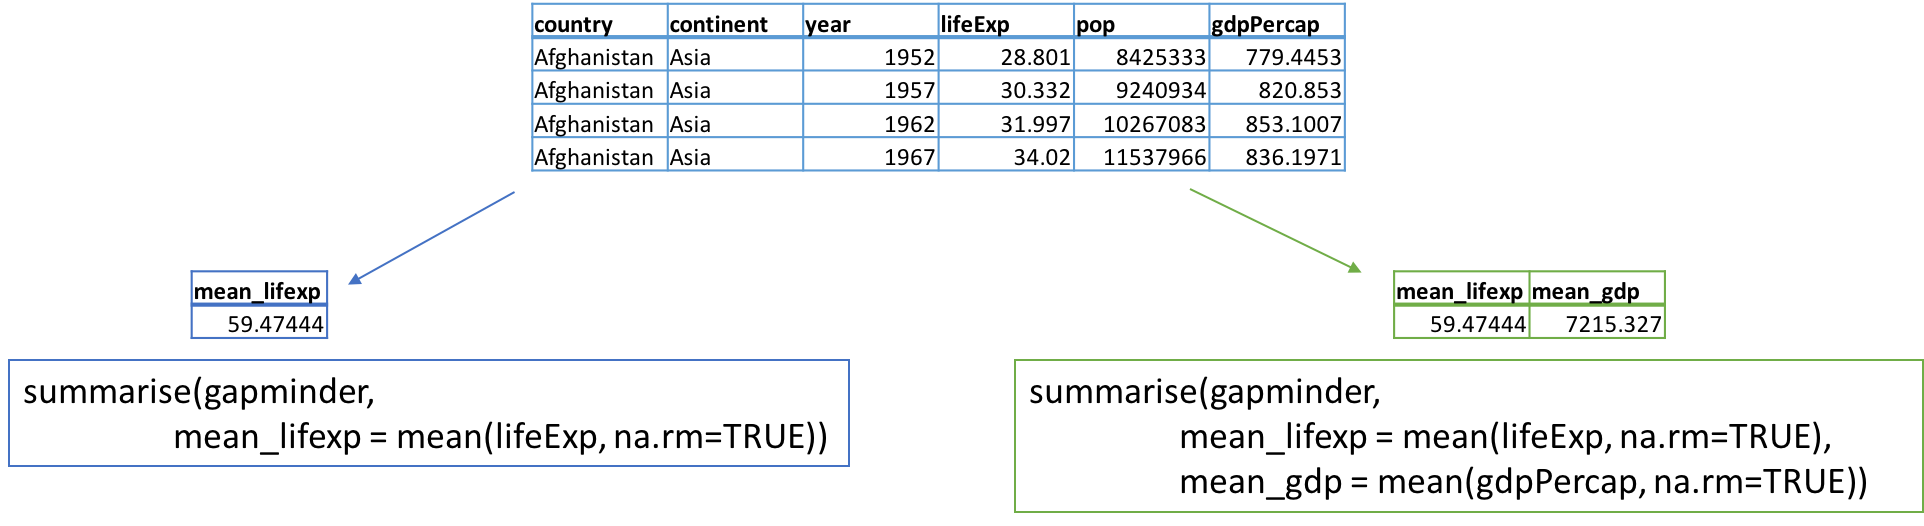 country continent year lifeExp pop gdpPercap
Afghanistan Asia 1952 28.801 8425333 779.4453
Afghanistan Asia 1957 30.332 9240934 820.853
Afghanistan Asia 1962 31.997 10267083 853.1007
Afghanistan Asia 1967 34.02 11537966 836.1971
mean_lifexp
59.47444
summarise(gapminder,
mean_lifexp = mean(lifeExp, na.rm=TRUE))
mean_lifexp mean_gdp
59.47444 7215.327
summarise(gapminder,
mean_lifexp = mean(lifeExp, na.rm=TRUE),
mean_gdp = mean(gdpPercap, na.rm=TRUE))